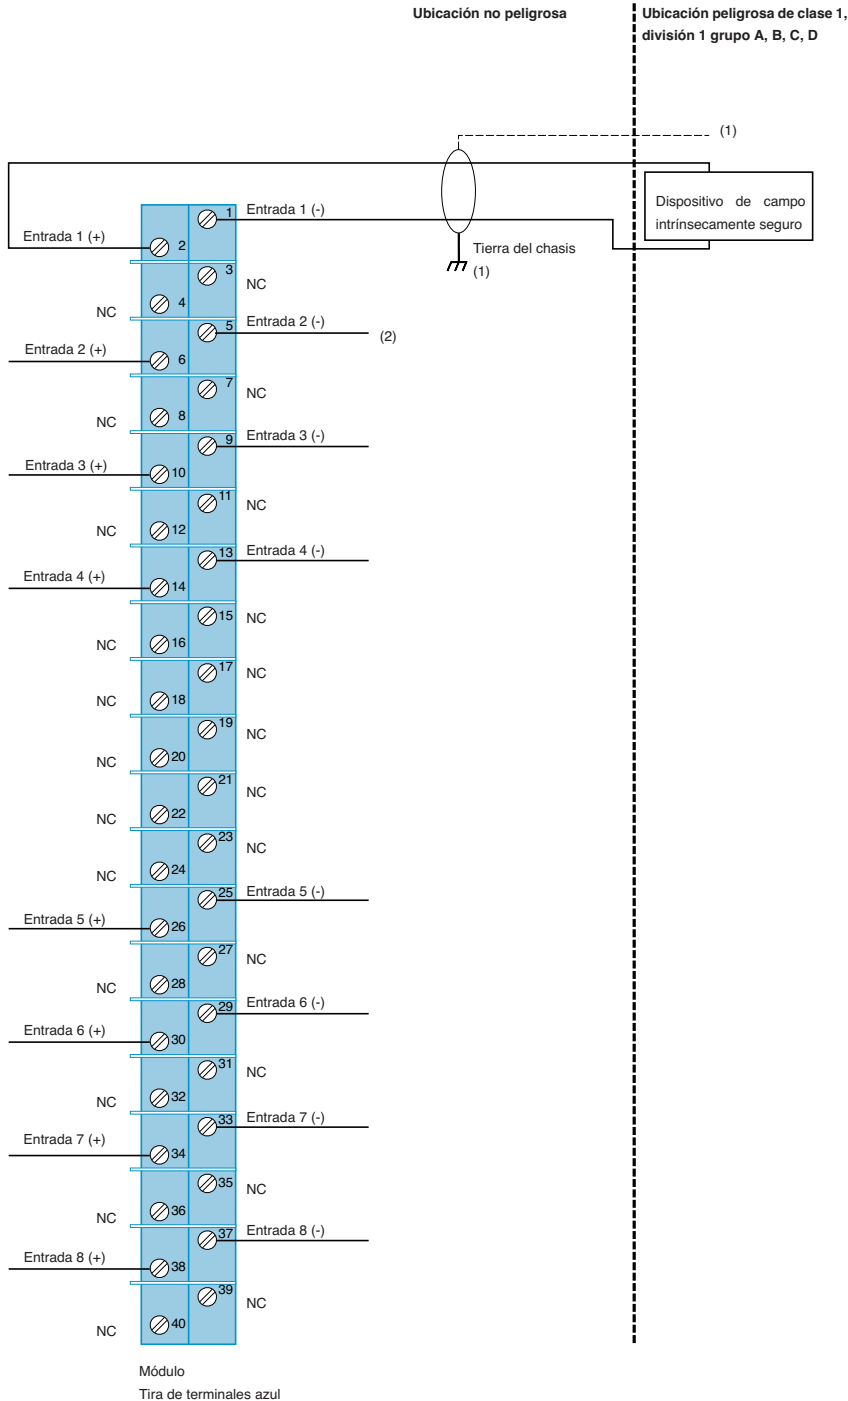 Ubicación no peligrosa
Ubicación peligrosa de clase 1,
división 1 grupo A, B, C, D
(1)
Dispositivo de campo
intrínsecamente seguro
1 Entrada 1 (-)
Entrada 1 (+) 2
Tierra del chasis
(1)
3 NC
NC 4
5 Entrada 2 (-)
(2)
Entrada 2 (+) 6
7 NC
NC 8
9 Entrada 3 (-)
Entrada 3 (+) 10
11 NC
NC 12
13 Entrada 4 (-)
Entrada 4 (+) 14
15 NC
NC 16
17 NC
NC 18
19 NC
NC 20
21 NC
NC 22
23 NC
NC 24
25 Entrada 5 (-)
Entrada 5 (+) 26
27 NC
NC 28
29 Entrada 6 (-)
Entrada 6 (+) 30
31 NC
NC 32
33 Entrada 7 (-)
Entrada 7 (+) 34
35 NC
NC 36
37 Entrada 8 (-)
Entrada 8 (+) 38
39 NC
NC 40
Módulo
Tira de terminales azul